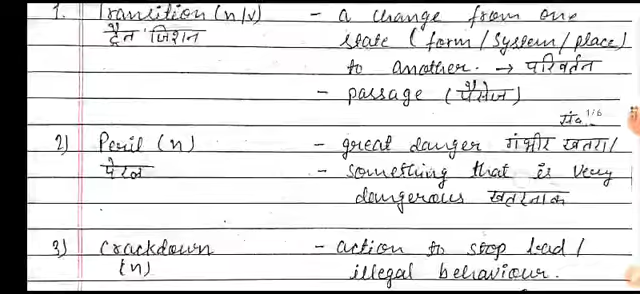 1. Transition (n/v) - a change from one
ट्रैन्ज़िशन state (form/system/place)
to another. → परिवर्तन
- passage (पैसेज)
2) Peril (n) - great danger गंभीर खतरा/
पेरल - something that is very
dangerous खतरनाक
3) Crackdown - action to stop bad/
(n) illegal behaviour.